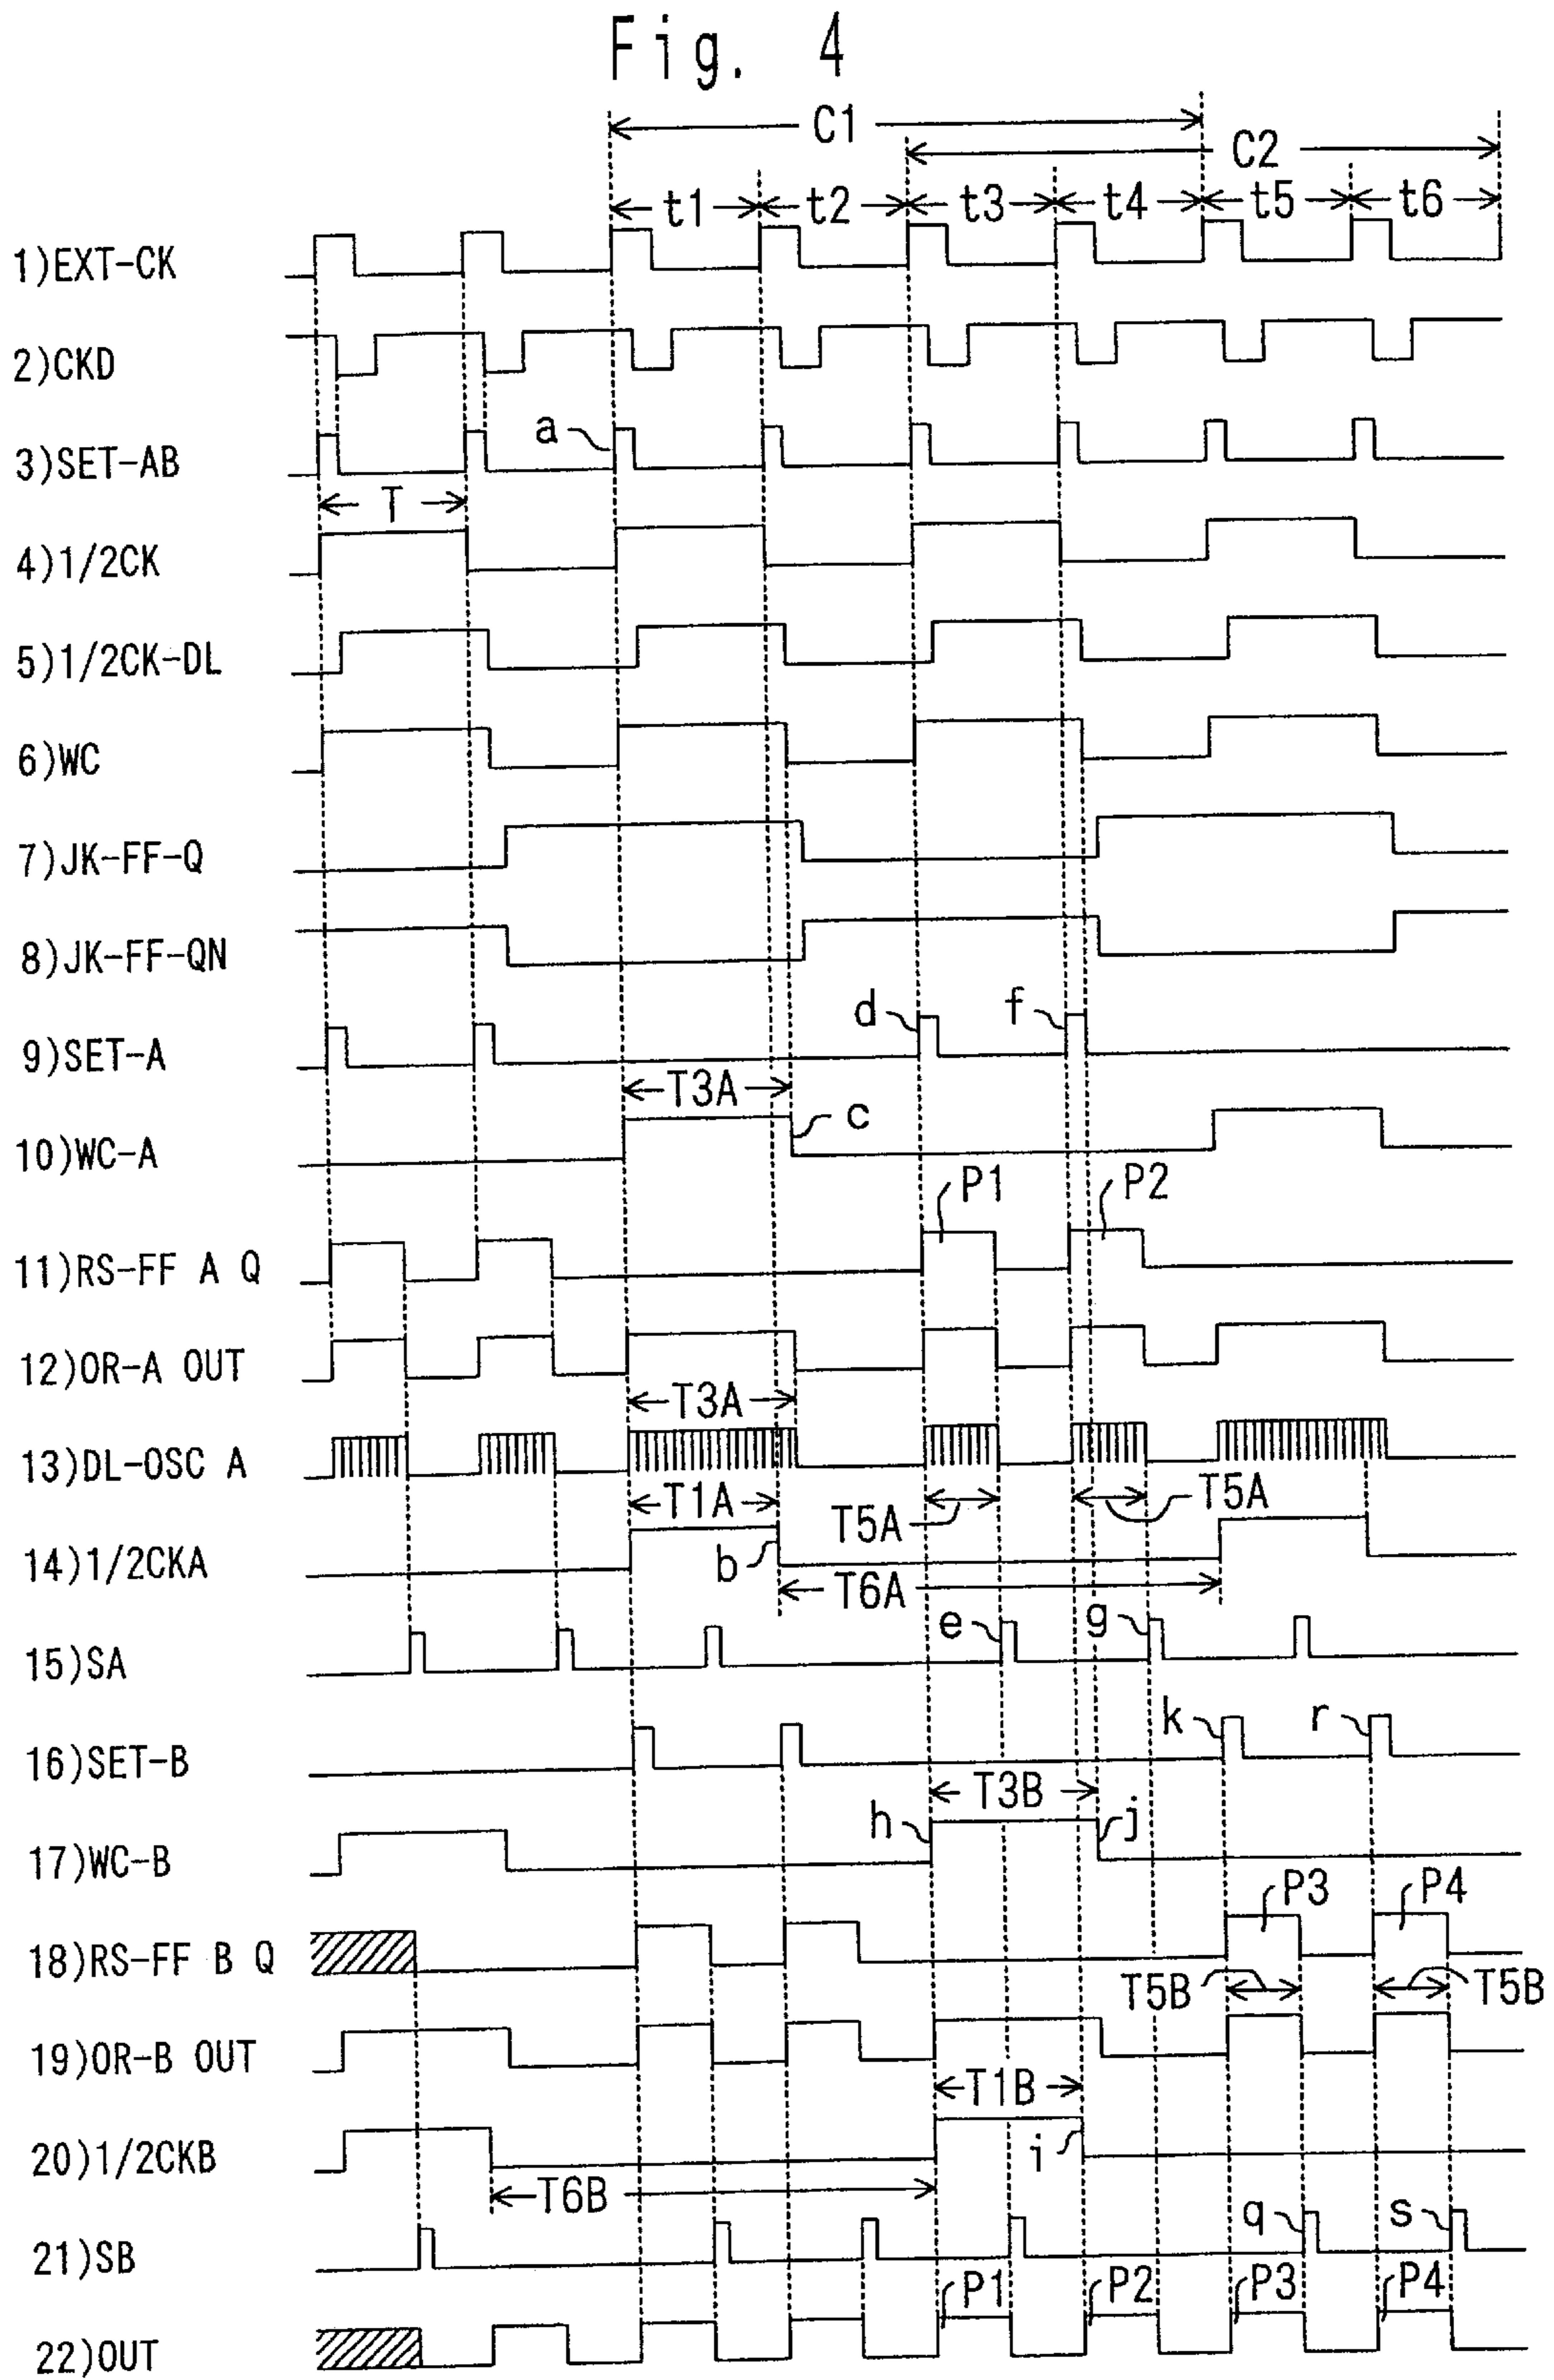 Fig. 4
C1
C2
t1 t2 t3 t4 t5 t6
1)EXT-CK
2)CKD
a
3)SET-AB
T
4)1/2CK
5)1/2CK-DL
6)WC
7)JK-FF-Q
8)JK-FF-QN
d f
9)SET-A
T3A
c
10)WC-A
P1 P2
11)RS-FF A Q
12)OR-A OUT
T3A
13)DL-OSC A
T1A T5A T5A
b
14)1/2CKA
T6A
e g
15)SA
k r
16)SET-B
T3B
h j
17)WC-B
P3 P4
18)RS-FF B Q
T5B T5B
19)OR-B OUT
T1B
i
20)1/2CKB
T6B
q s
21)SB
P1 P2 P3 P4
22)OUT